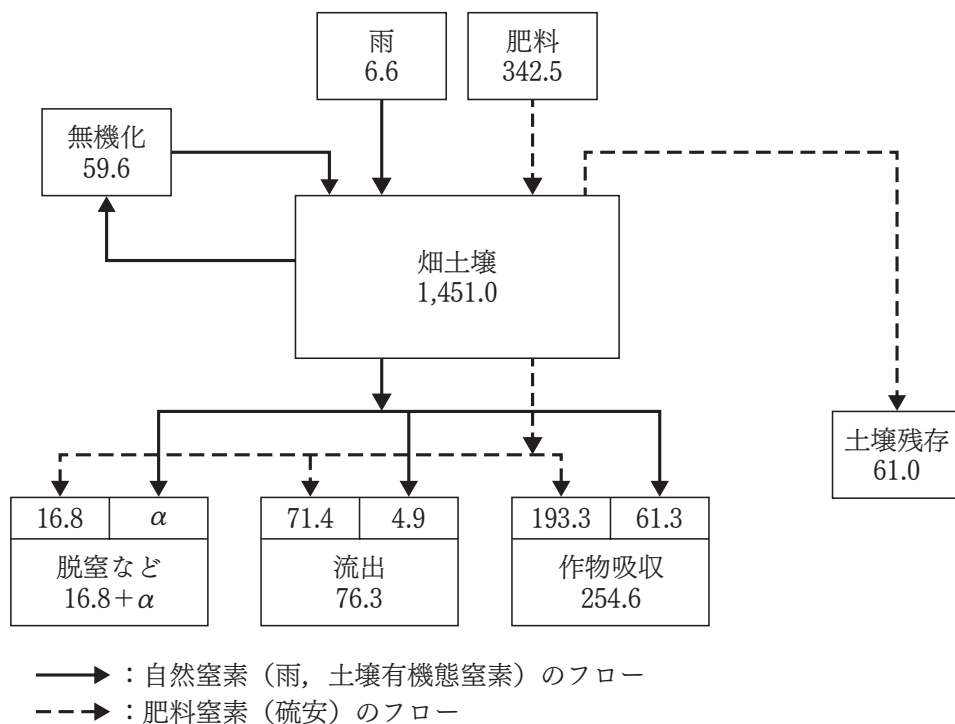 雨
6.6
肥料
342.5
無機化
59.6
畑土壌
1,451.0
土壌残存
61.0
16.8
α
脱窒など
16.8＋α
71.4
4.9
流出
76.3
193.3
61.3
作物吸収
254.6
：自然窒素（雨，土壌有機態窒素）のフロー
：肥料窒素（硫安）のフロー